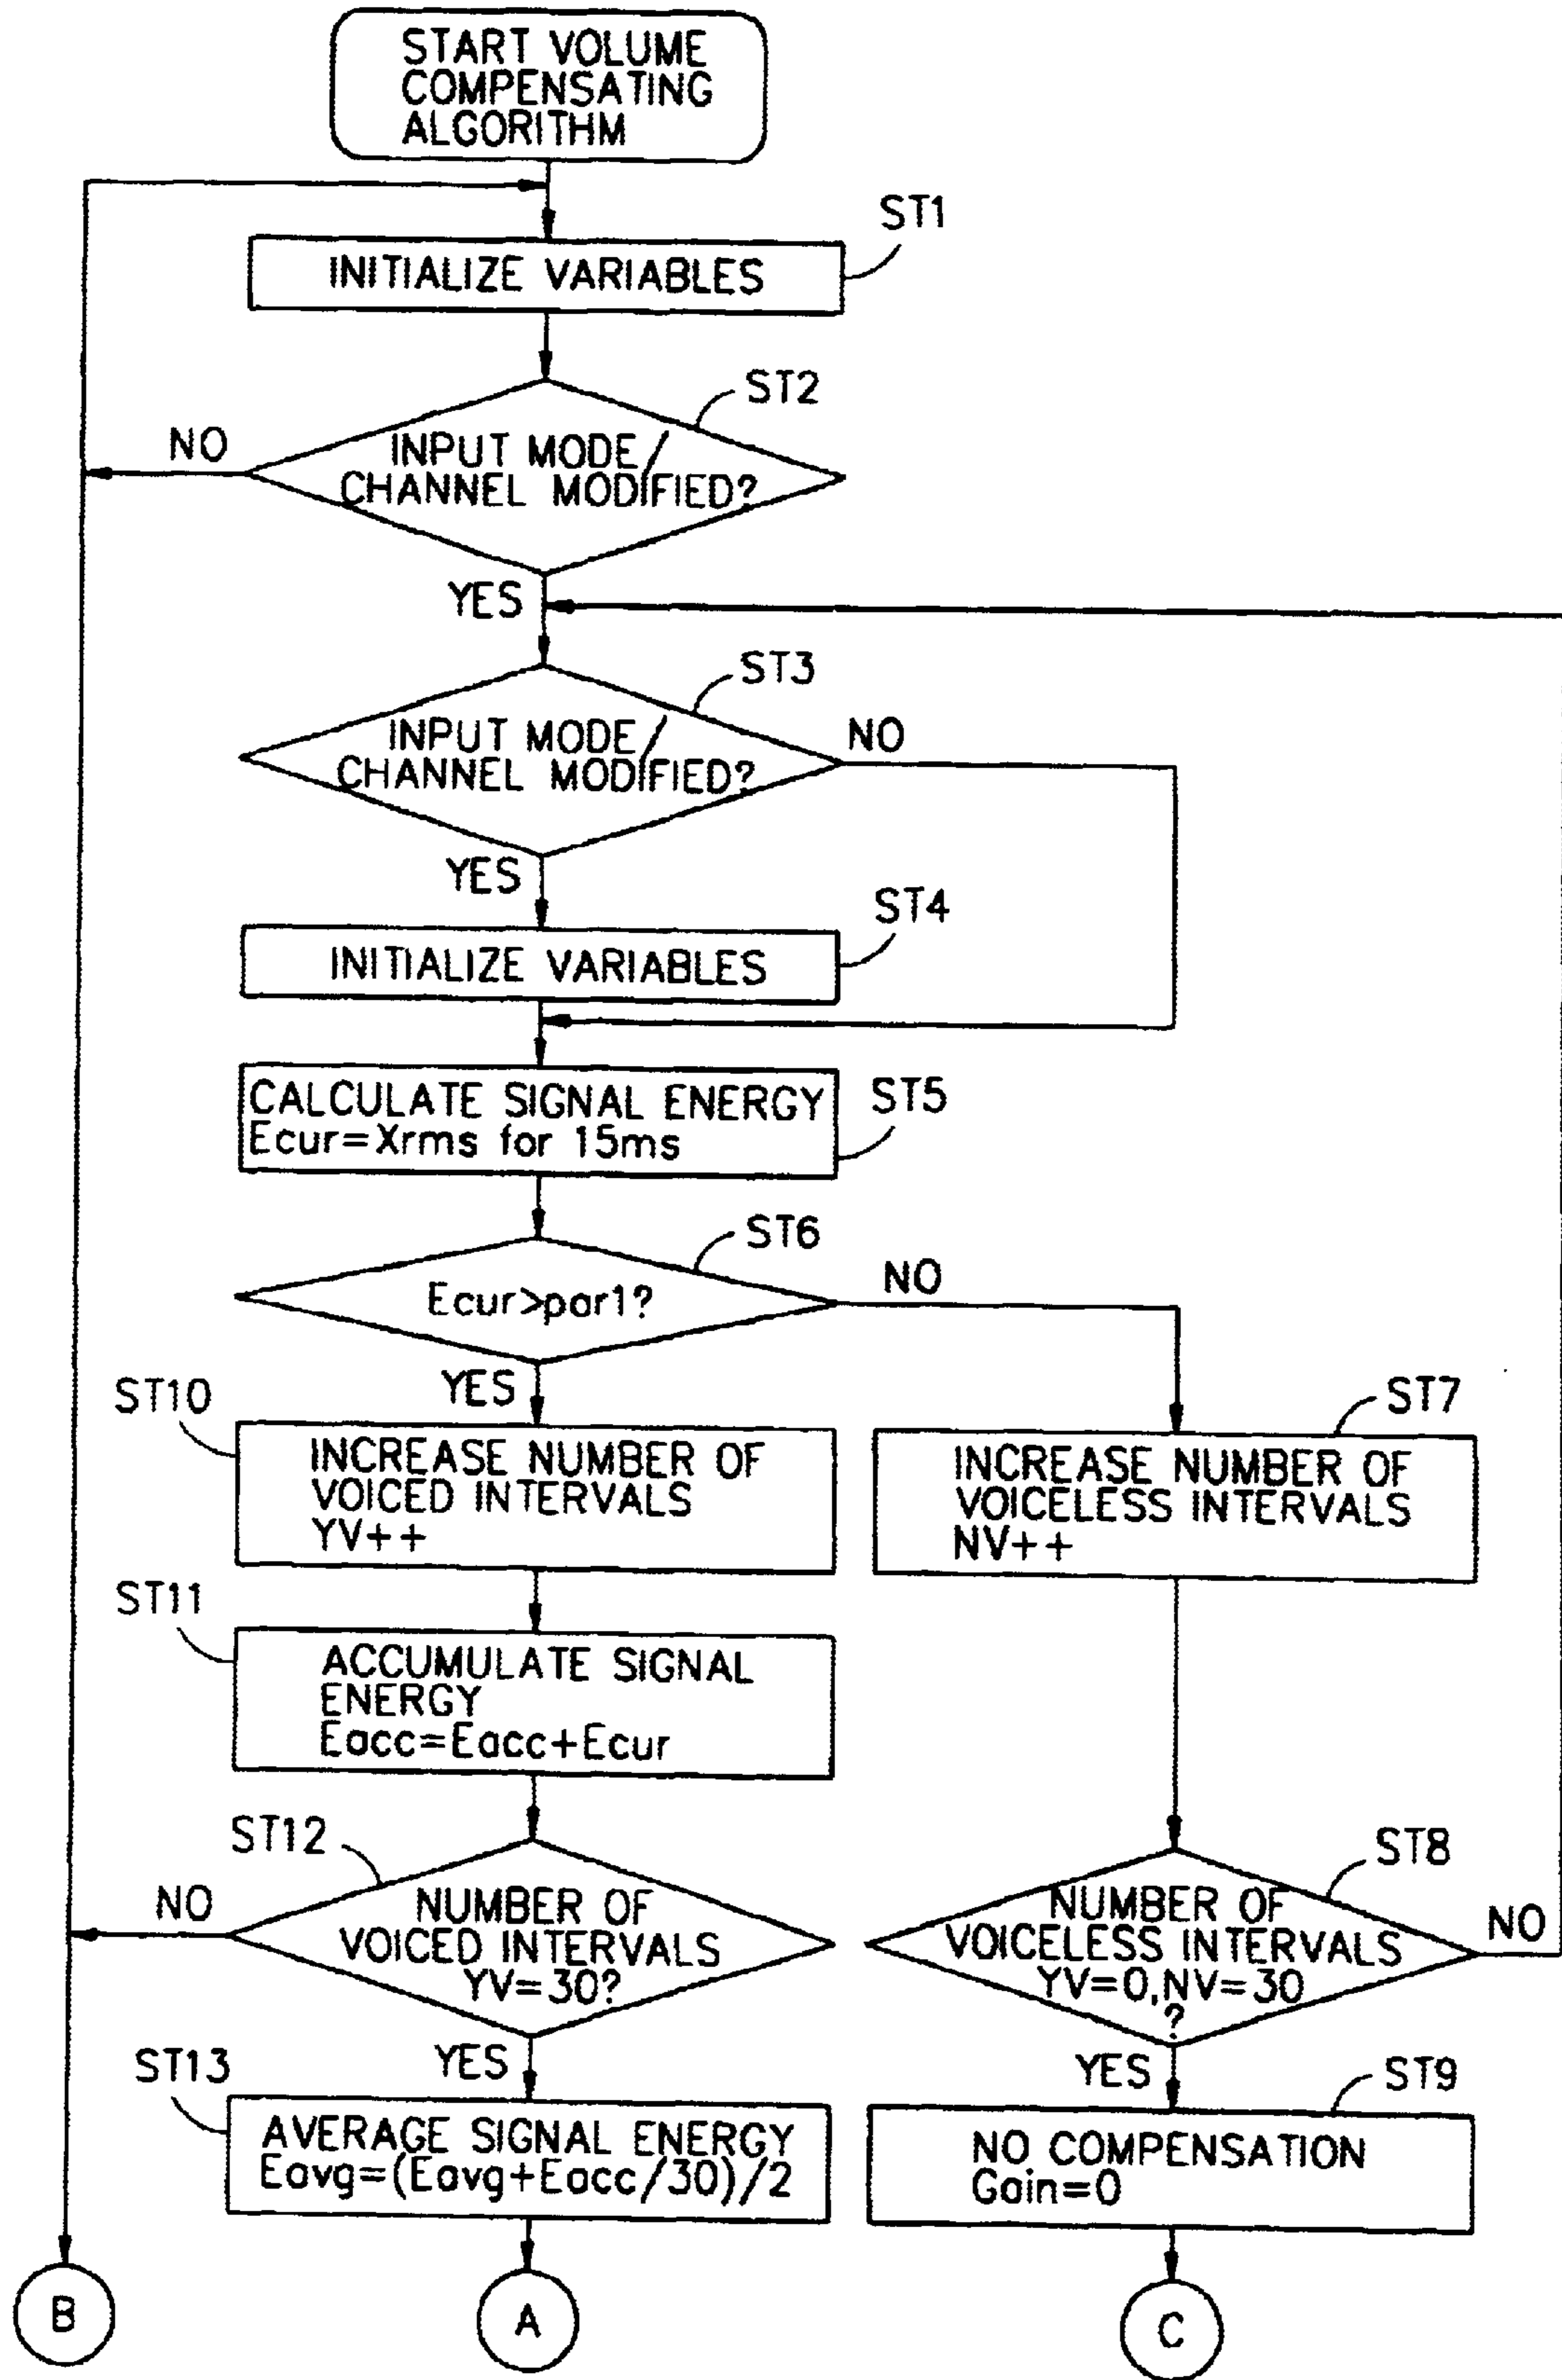 START VOLUME
COMPENSATING
ALGORITHM
ST1
INITIALIZE VARIABLES
ST2
NO
INPUT MODE/
CHANNEL MODIFIED?
YES
ST3
INPUT MODE/
CHANNEL MODIFIED?
NO
YES
ST4
INITIALIZE VARIABLES
CALCULATE SIGNAL ENERGY
Ecur=Xrms for 15ms
ST5
ST6
Ecur>par1?
NO
YES
ST10
INCREASE NUMBER OF
VOICED INTERVALS
YV++
ST7
INCREASE NUMBER OF
VOICELESS INTERVALS
NV++
ST11
ACCUMULATE SIGNAL
ENERGY
Eacc=Eacc+Ecur
ST12
NO
NUMBER OF
VOICED INTERVALS
YV=30?
YES
ST8
NUMBER OF
VOICELESS INTERVALS
YV=0,NV=30
?
NO
YES
ST13
AVERAGE SIGNAL ENERGY
Eavg=(Eavg+Eacc/30)/2
ST9
NO COMPENSATION
Gain=0
B
A
C